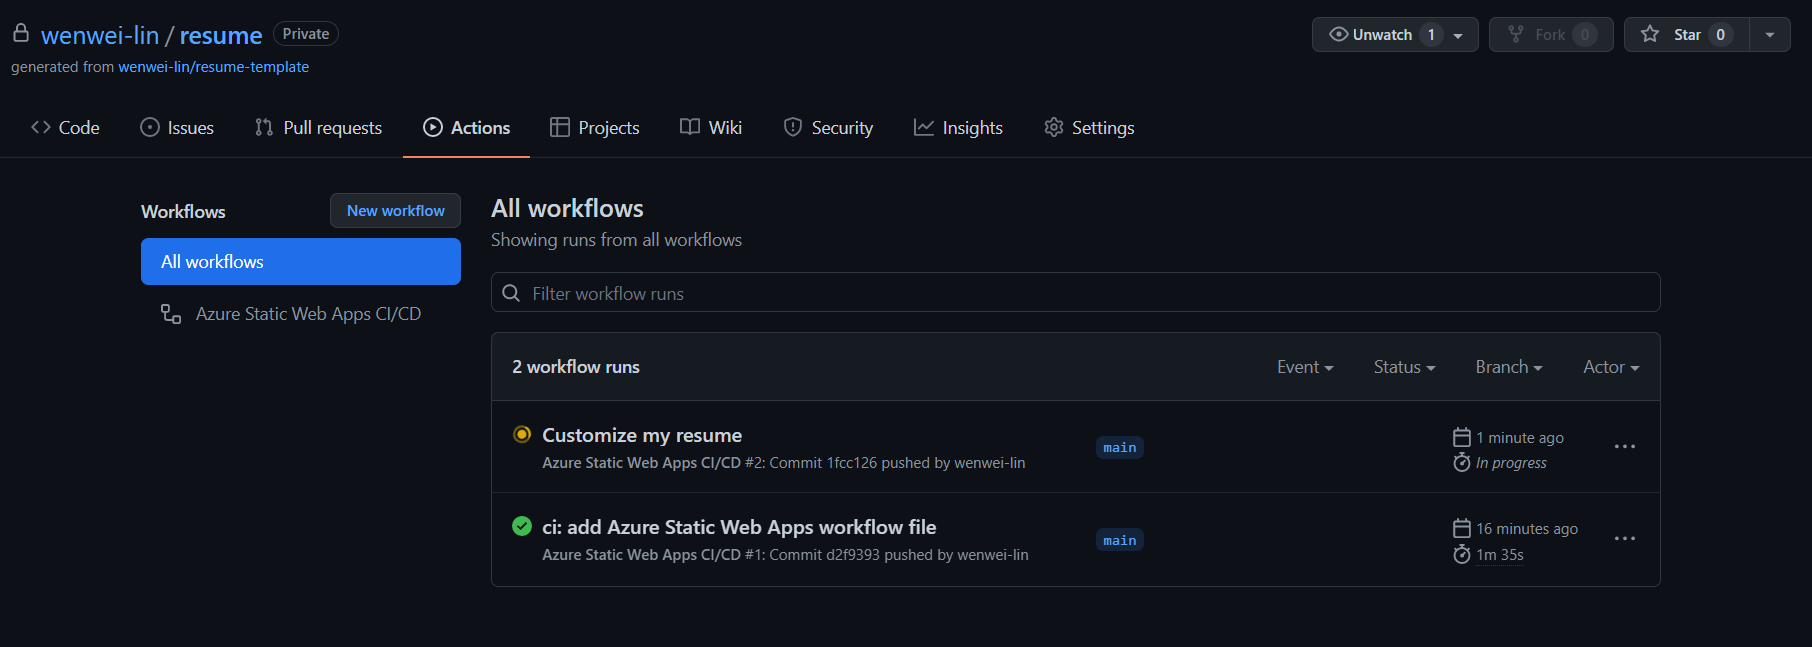 wenwei-lin / resume Private Unwatch 1 Fork 0 Star 0
generated from wenwei-lin/resume-template
Code Issues Pull requests Actions Projects Wiki Security Insights Settings
Workflows New workflow
All workflows
Azure Static Web Apps CI/CD
All workflows
Showing runs from all workflows
Filter workflow runs
2 workflow runs Event Status Branch Actor
Customize my resume
Azure Static Web Apps CI/CD #2: Commit 1fcc126 pushed by wenwei-lin
main
1 minute ago
In progress
ci: add Azure Static Web Apps workflow file
Azure Static Web Apps CI/CD #1: Commit d2f9393 pushed by wenwei-lin
main
16 minutes ago
1m 35s